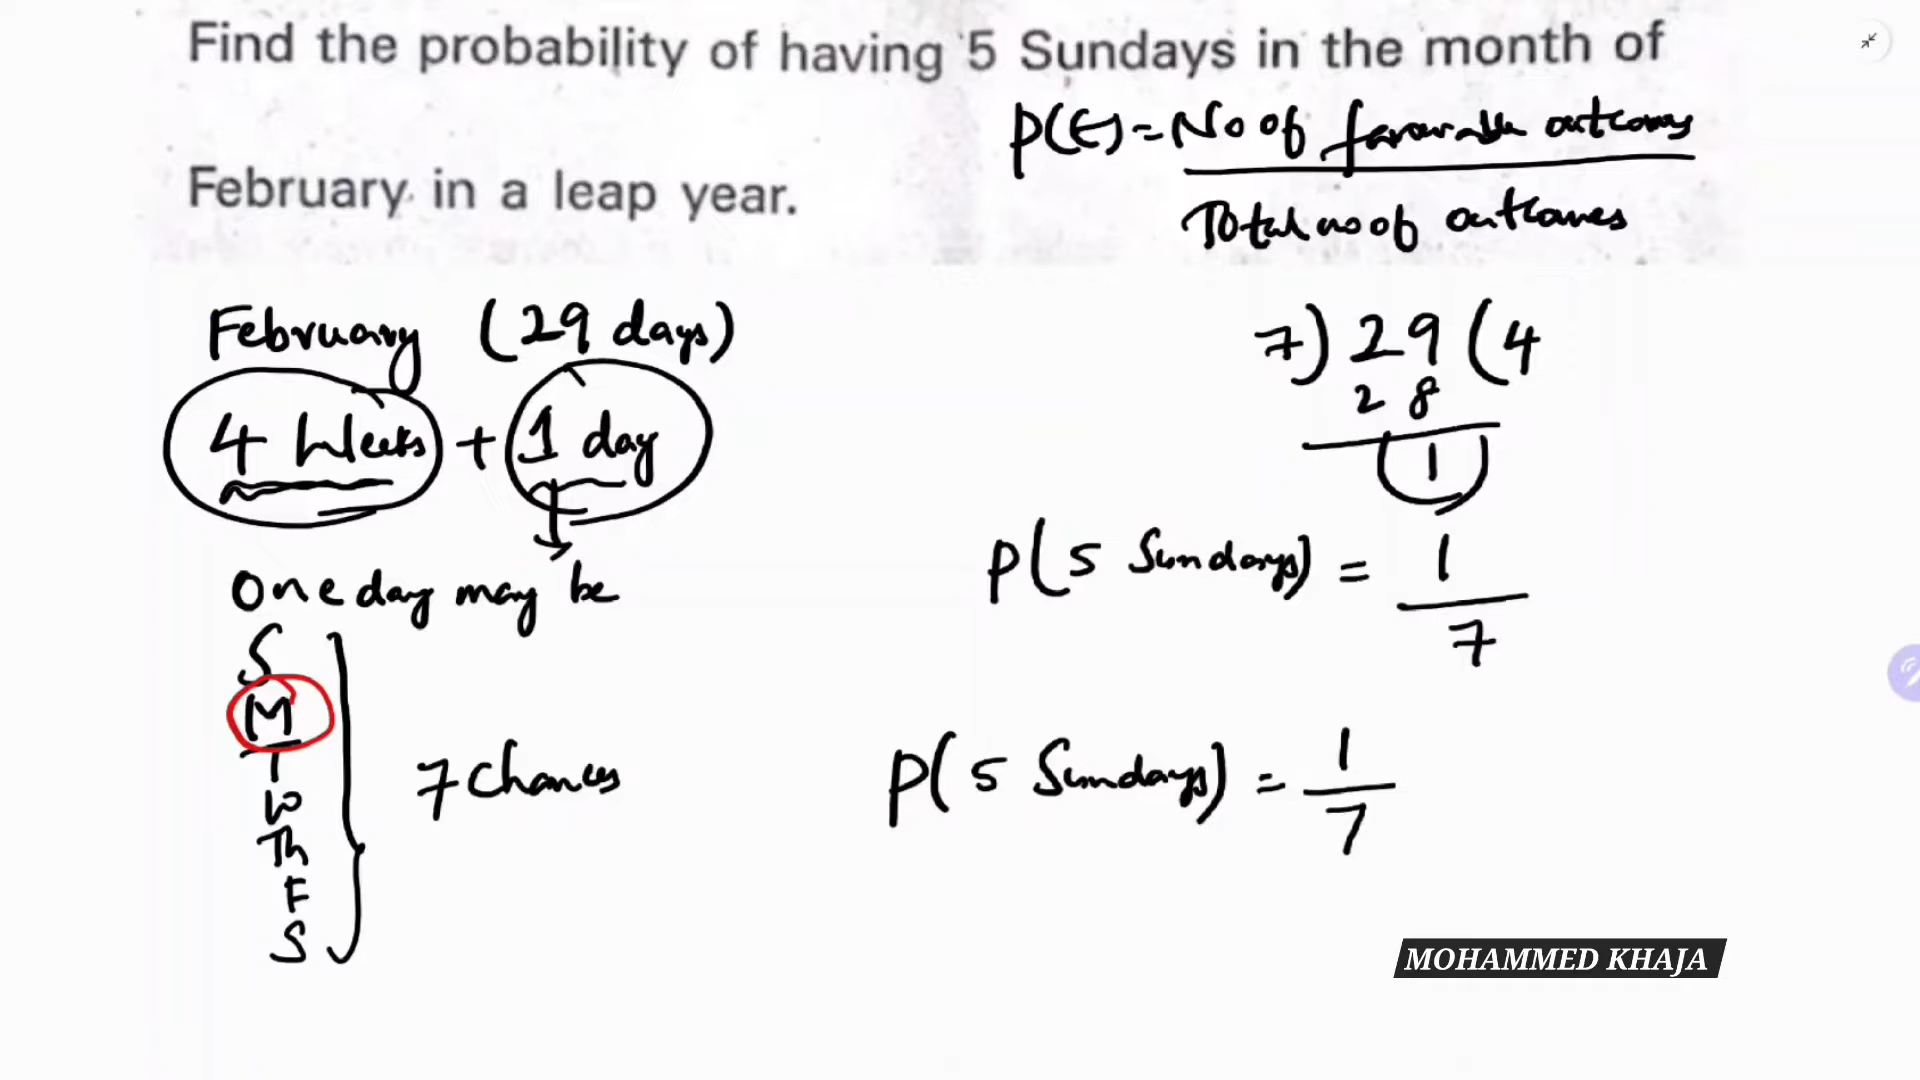 Find the probability of having 5 Sundays in the month of
February in a leap year.
P(E) = No of favourable outcomes
Total no of outcomes
February (29 days)
4 Weeks + 1 day
7) 29 (4
28
1
One day may be
S
M
T
W
Th
F
S
7 Chances
P(5 Sundays) = 1
7
P(5 Sundays) = 1
7
MOHAMMED KHAJA